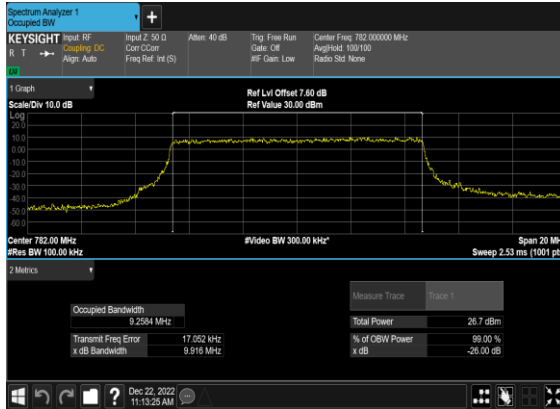 Spectrum Analyzer 1
Occupied BW
+
KEYSIGHT Input: RF Input Z: 50 Ω Atten: 40 dB Trig: Free Run Center Freq: 782.000000 MHz
R T Coupling: DC Corr CCorr Gate: Off Avg|Hold: 100/100
Align: Auto Freq Ref: Int (S) #IF Gain: Low Radio Std: None
LNI
1 Graph
Scale/Div 10.0 dB
Ref Lvl Offset 7.60 dB
Ref Value 30.00 dBm
Log
20.0
10.0
0.00
-10.0
-20.0
-30.0
-40.0
-50.0
-60.0
Center 782.00 MHz #Video BW 300.00 kHz* Span 20 MH
#Res BW 100.00 kHz Sweep 2.53 ms (1001 pt
2 Metrics
Measure Trace Trace 1
Occupied Bandwidth
9.2584 MHz
Total Power 26.7 dBm
Transmit Freq Error 17.052 kHz % of OBW Power 99.00 %
x dB Bandwidth 9.916 MHz x dB -26.00 dB
? Dec 22, 2022
11:13:25 AM